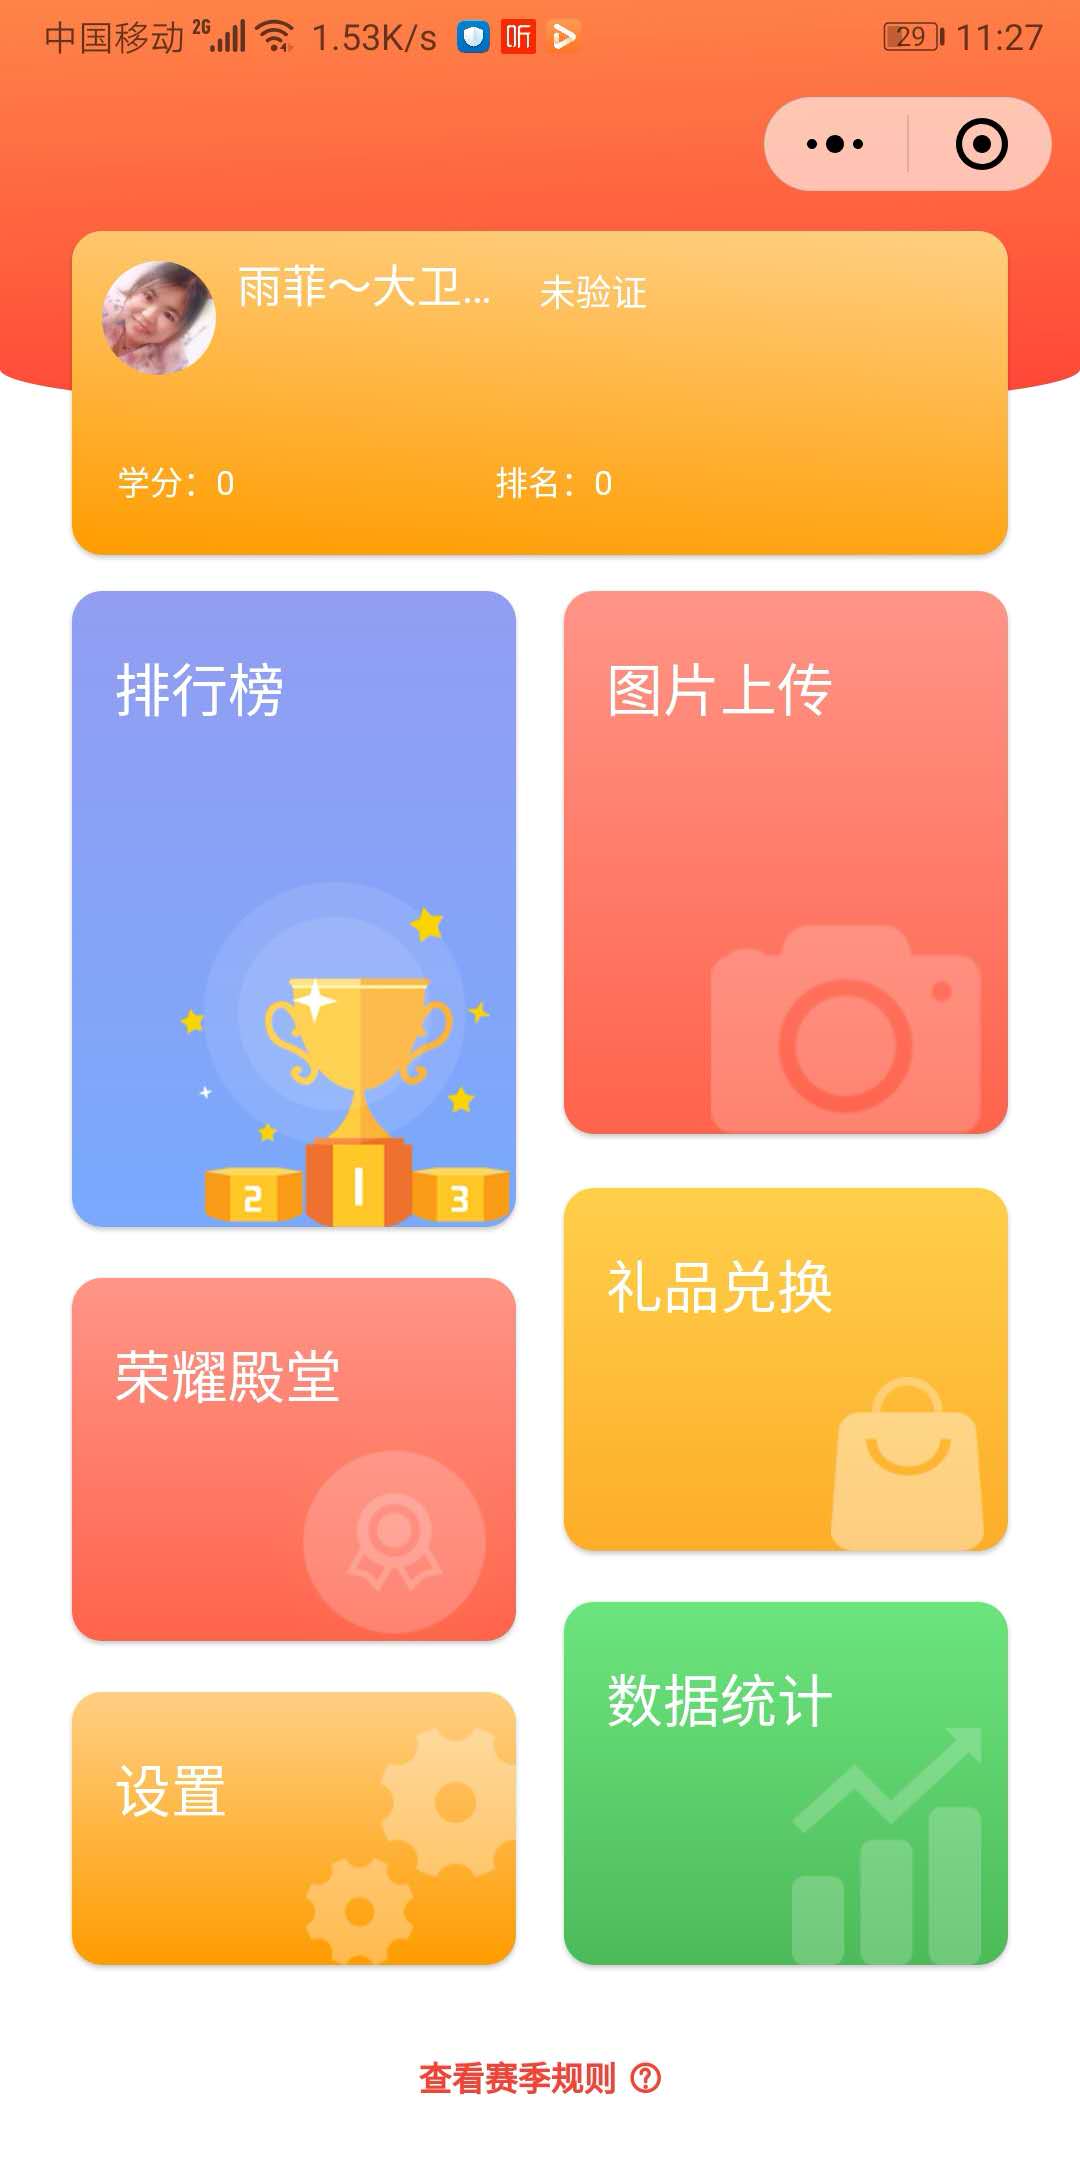 中国移动 2G 1.53K/s 听 29 11:27
雨菲～大卫... 未验证
学分：0 排名：0
排行榜
图片上传
2 1 3
礼品兑换
荣耀殿堂
数据统计
设置
查看赛季规则 ?